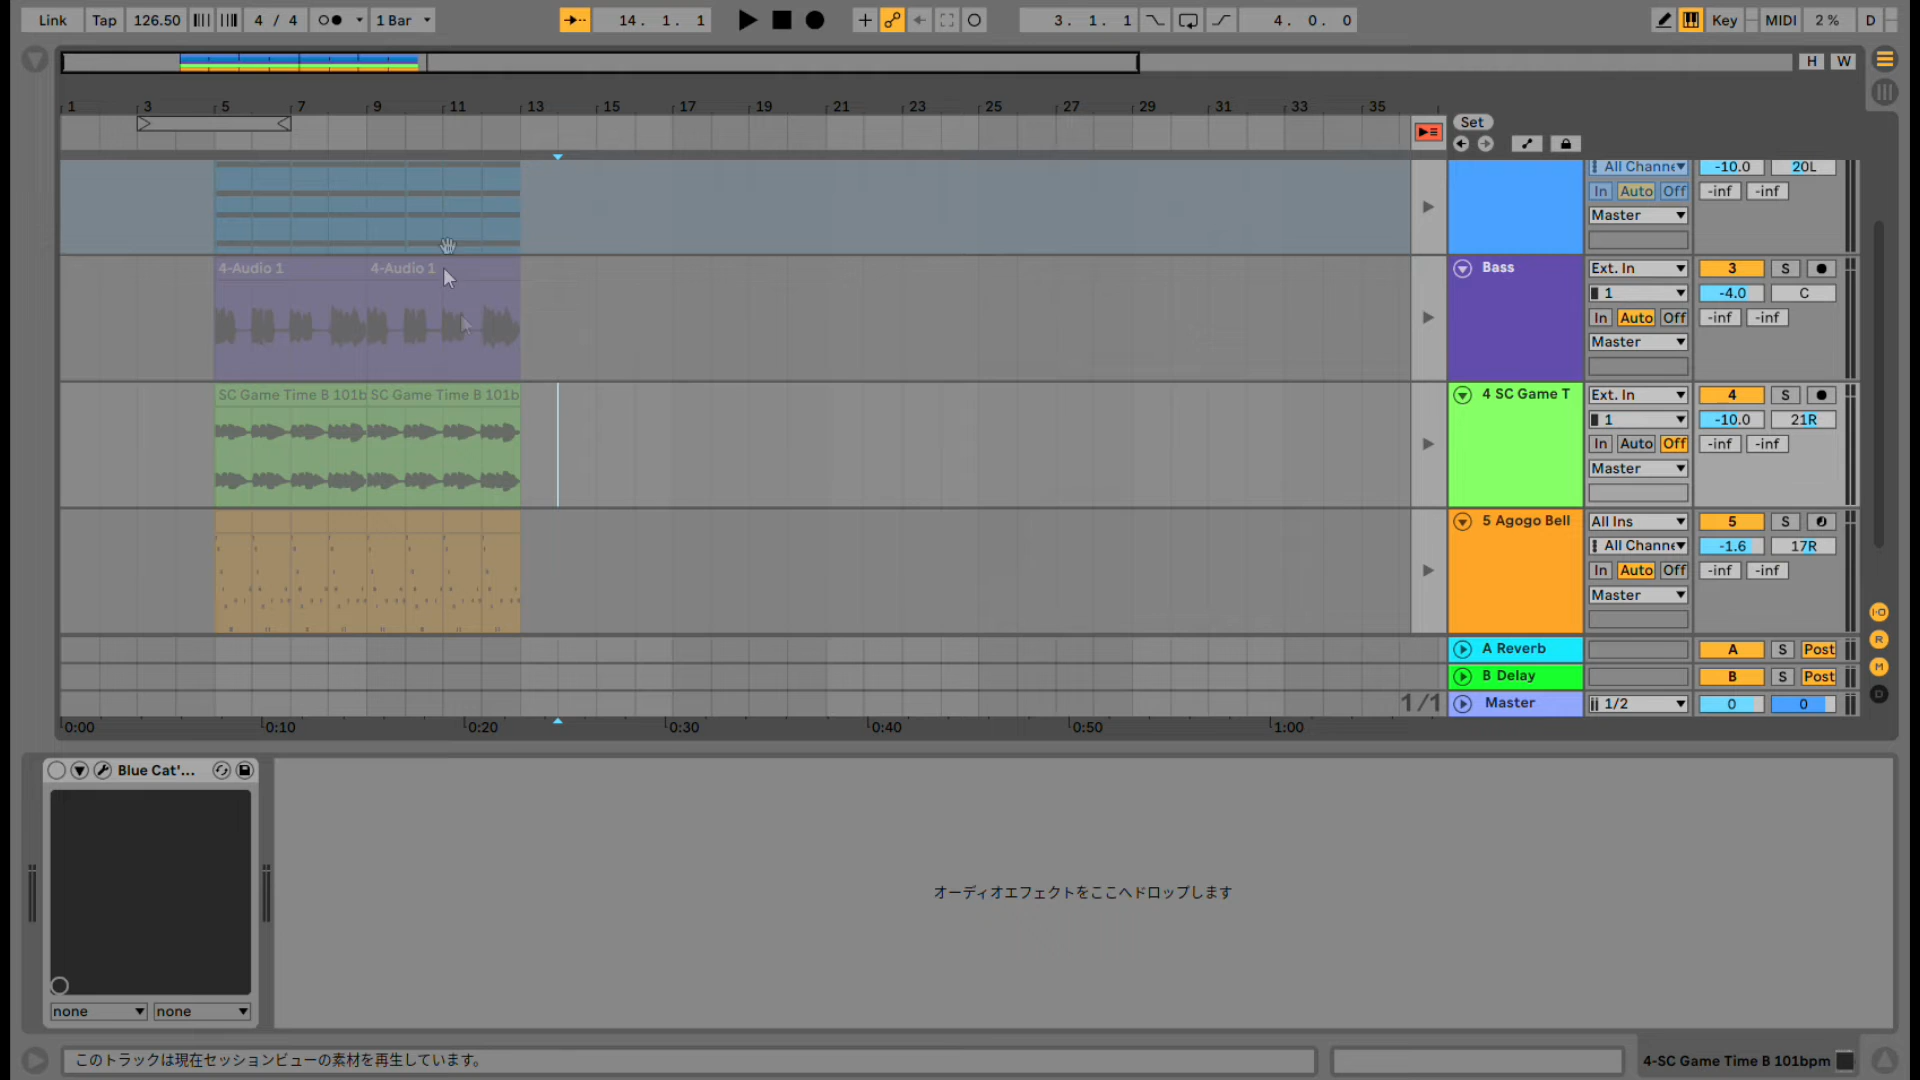 Link Tap 126.50 4 / 4 1 Bar 14. 1. 1 3. 1. 1 4. 0. 0 Key MIDI 2 % D
H W
1 3 5 7 9 11 13 15 17 19 21 23 25 27 29 31 33 35
Set
All Channe -10.0 20L
In Auto Off -inf -inf
Master
4-Audio 1 4-Audio 1 Bass Ext. In 3 S
1 -4.0 C
In Auto Off -inf -inf
Master
SC Game Time B 101b SC Game Time B 101b 4 SC Game T Ext. In 4 S
1 -10.0 21R
In Auto Off -inf -inf
Master
5 Agogo Bell All Ins 5 S
All Channe -1.6 17R
In Auto Off -inf -inf
Master
I·O
R
M
D
A Reverb A S Post
B Delay B S Post
1/1 Master 1/2 0 0
0:00 0:10 0:20 0:30 0:40 0:50 1:00
Blue Cat'...
オーディオエフェクトをここへドロップします
none none
このトラックは現在セッションビューの素材を再生しています。
4-SC Game Time B 101bpm